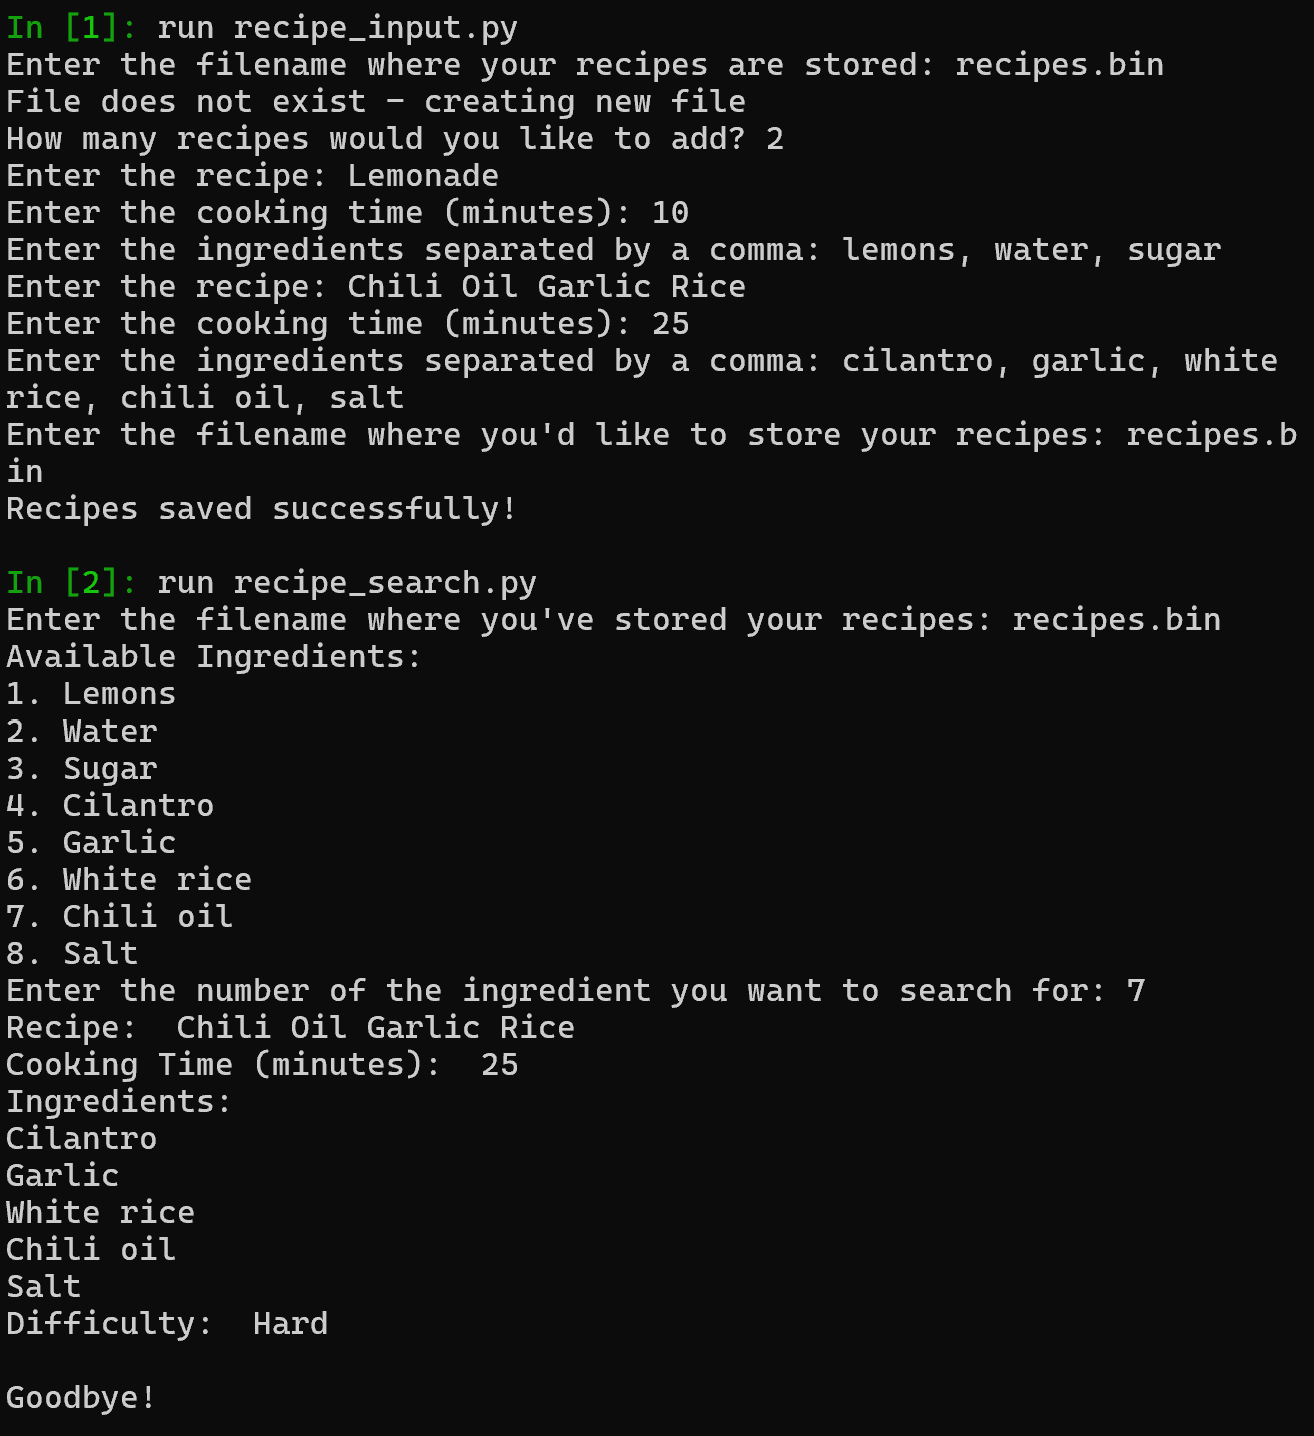 In [1]: run recipe_input.py
Enter the filename where your recipes are stored: recipes.bin
File does not exist - creating new file
How many recipes would you like to add? 2
Enter the recipe: Lemonade
Enter the cooking time (minutes): 10
Enter the ingredients separated by a comma: lemons, water, sugar
Enter the recipe: Chili Oil Garlic Rice
Enter the cooking time (minutes): 25
Enter the ingredients separated by a comma: cilantro, garlic, white
rice, chili oil, salt
Enter the filename where you'd like to store your recipes: recipes.b
in
Recipes saved successfully!
In [2]: run recipe_search.py
Enter the filename where you've stored your recipes: recipes.bin
Available Ingredients:
1. Lemons
2. Water
3. Sugar
4. Cilantro
5. Garlic
6. White rice
7. Chili oil
8. Salt
Enter the number of the ingredient you want to search for: 7
Recipe:  Chili Oil Garlic Rice
Cooking Time (minutes):  25
Ingredients:
Cilantro
Garlic
White rice
Chili oil
Salt
Difficulty:  Hard
Goodbye!